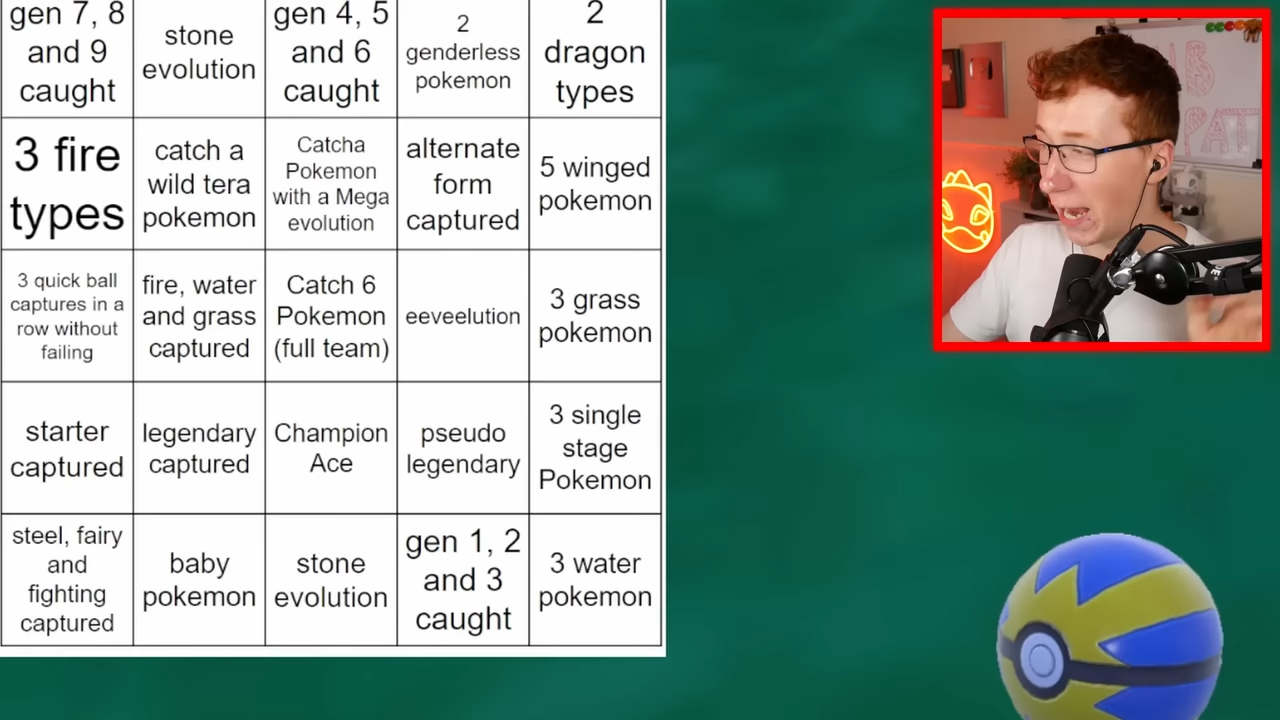 gen 7, 8
and 9
caught
stone
evolution
gen 4, 5
and 6
caught
2
genderless
pokemon
2
dragon
types
3 fire
types
catch a
wild tera
pokemon
Catcha
Pokemon
with a Mega
evolution
alternate
form
captured
5 winged
pokemon
3 quick ball
captures in a
row without
failing
fire, water
and grass
captured
Catch 6
Pokemon
(full team)
eeveelution
3 grass
pokemon
starter
captured
legendary
captured
Champion
Ace
pseudo
legendary
3 single
stage
Pokemon
steel, fairy
and
fighting
captured
baby
pokemon
stone
evolution
gen 1, 2
and 3
caught
3 water
pokemon
PAT